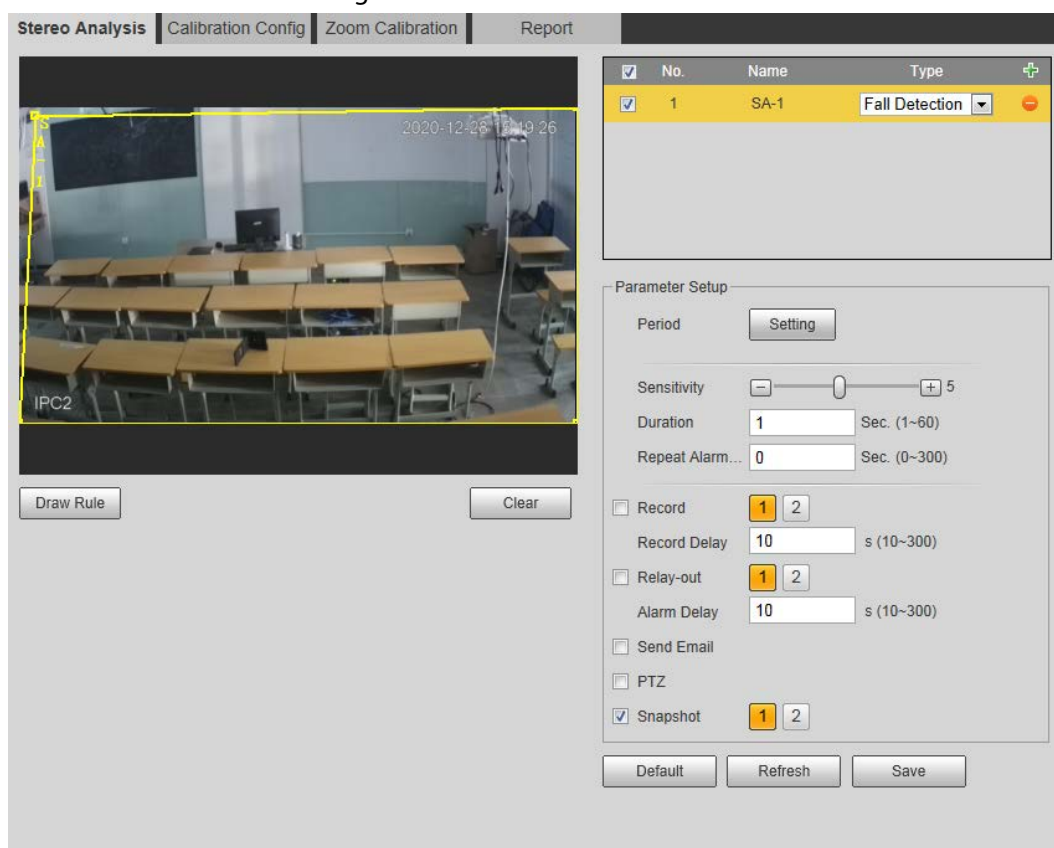 Stereo Analysis Calibration Config Zoom Calibration Report
No. Name Type
1 SA-1 Fall Detection
SA-1
2020-12-28
IPC2
Draw Rule Clear
Parameter Setup
Period Setting
Sensitivity - + 5
Duration 1 Sec. (1~60)
Repeat Alarm... 0 Sec. (0~300)
Record 1 2
Record Delay 10 s (10~300)
Relay-out 1 2
Alarm Delay 10 s (10~300)
Send Email
PTZ
Snapshot 1 2
Default Refresh Save